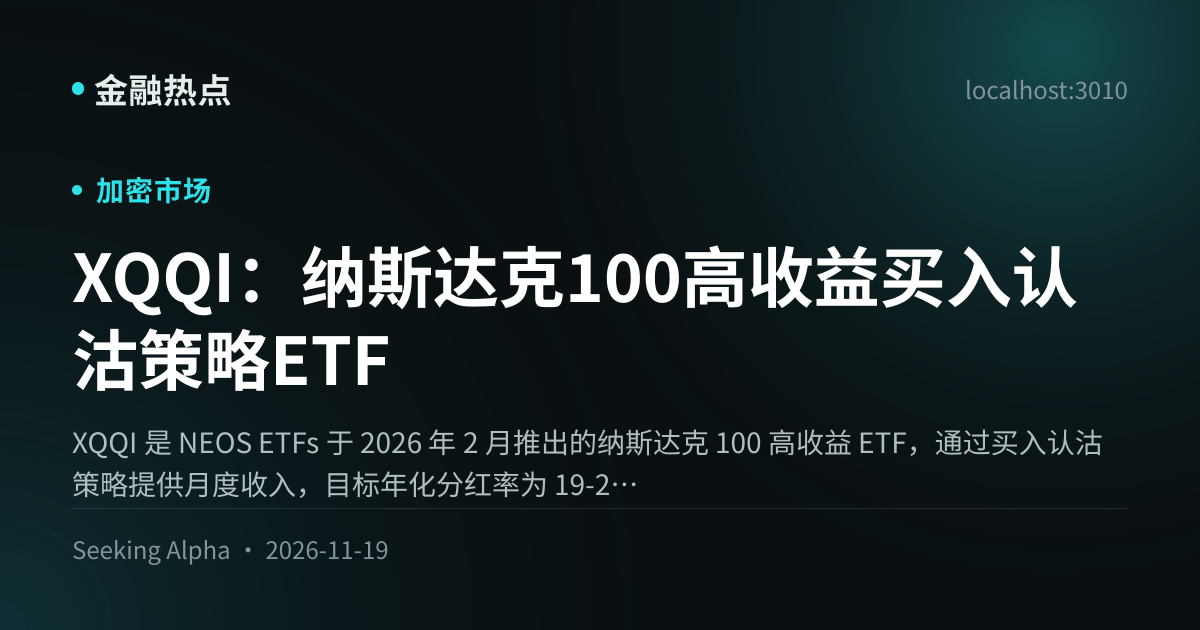 金融热点
localhost:3010
加密市场
XQQI：纳斯达克100高收益买入认
沽策略ETF
XQQI 是 NEOS ETFs 于 2026 年 2 月推出的纳斯达克 100 高收益 ETF，通过买入认沽
策略提供月度收入，目标年化分红率为 19-2…
Seeking Alpha • 2026-11-19